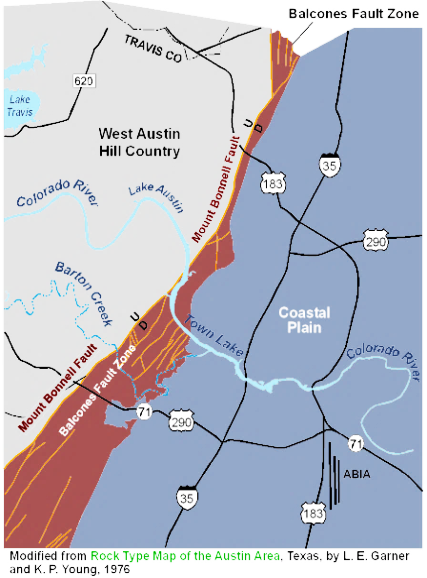 Balcones Fault Zone
TRAVIS CO
620
Lake
Travis
West Austin
Hill Country
U
D
35
Mount Bonnell Fault
183
Colorado River
Lake Austin
290
Barton Creek
Coastal
Plain
U
D
Town Lake
Colorado River
Mount Bonnell Fault
Balcones Fault Zone
71
290
71
ABIA
35
183
Modified from Rock Type Map of the Austin Area, Texas, by L. E. Garner
and K. P. Young, 1976